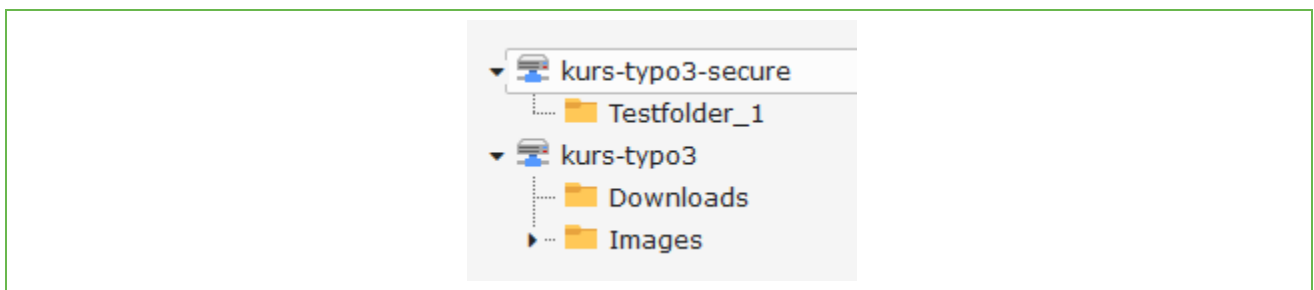 kurs-typo3-secure
Testfolder_1
kurs-typo3
Downloads
Images